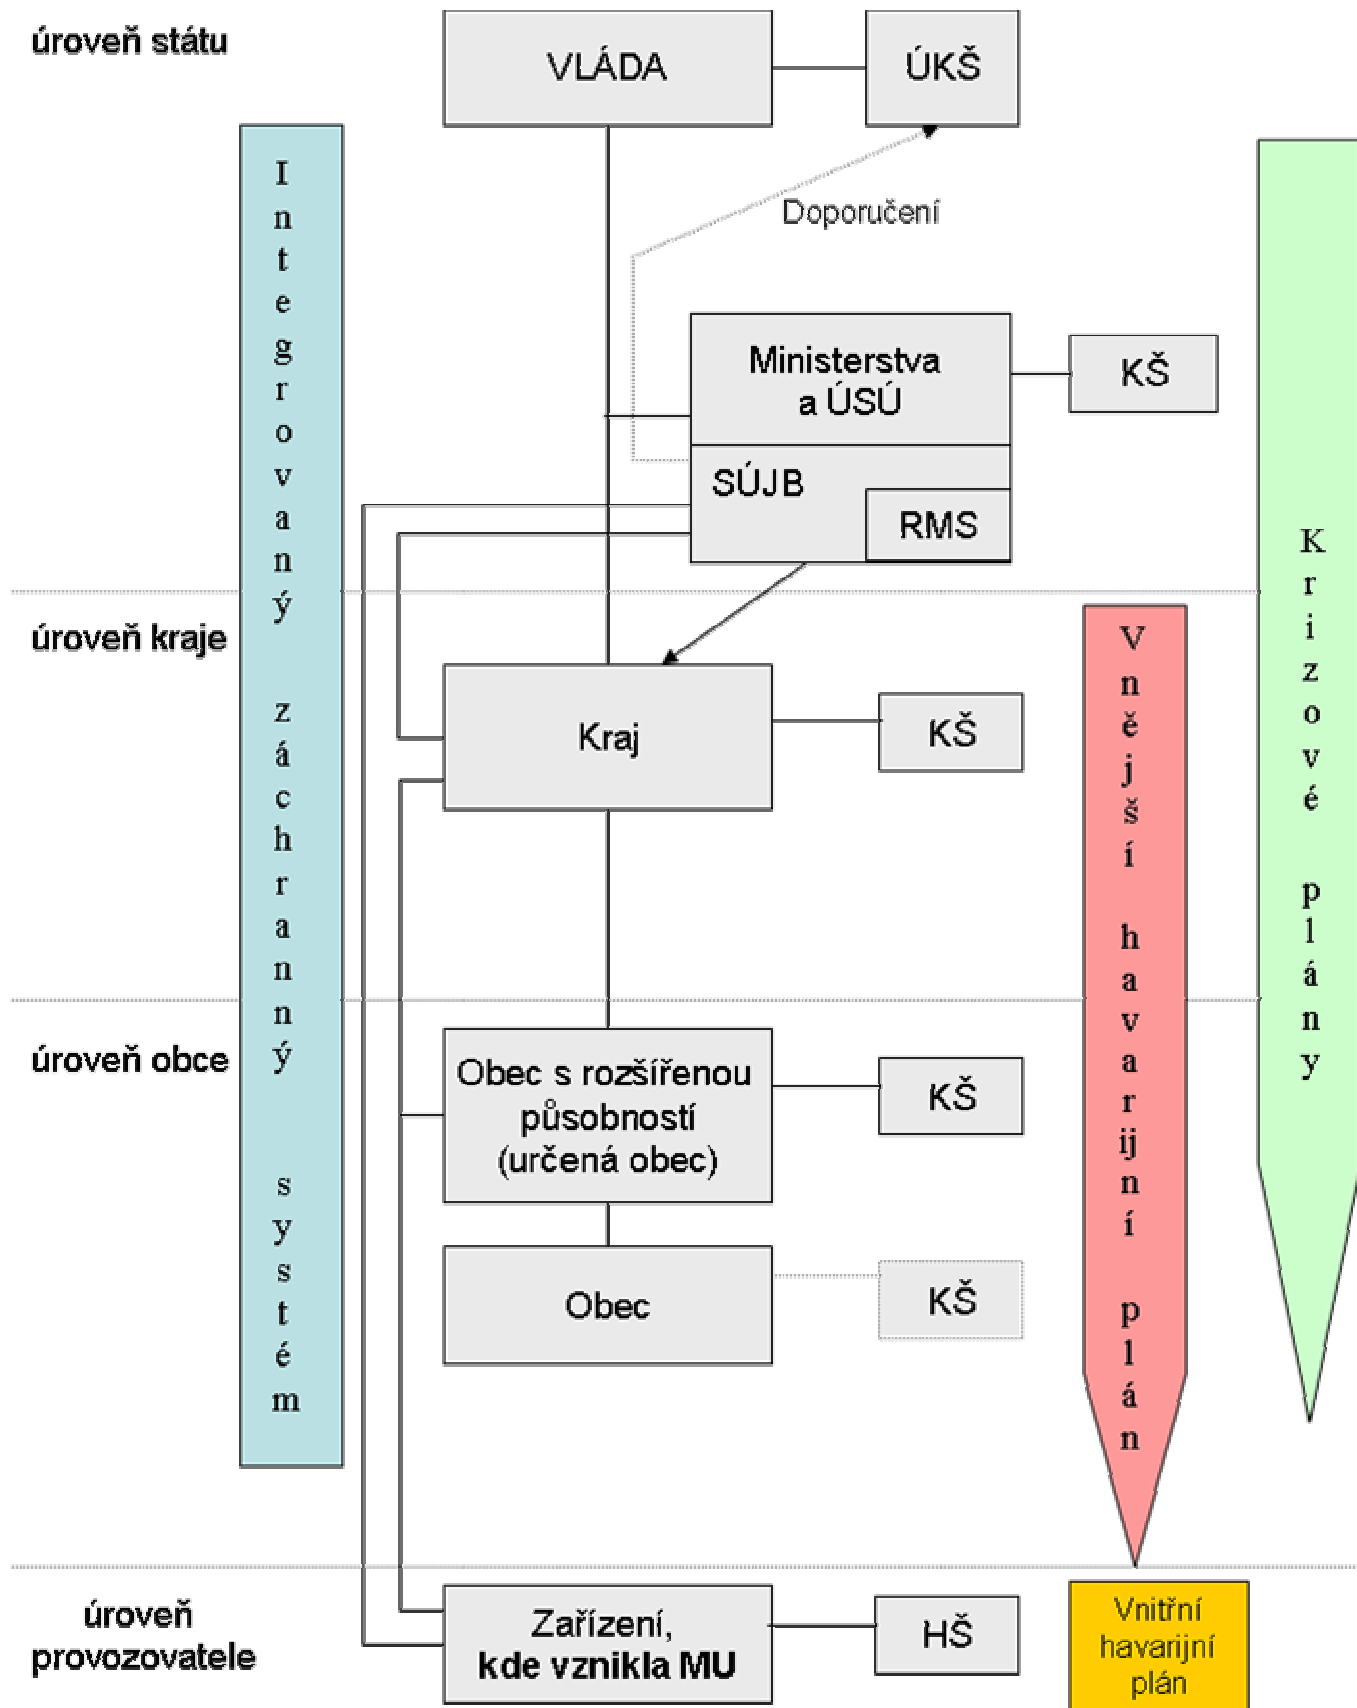 úroveň státu
VLÁDA
ÚKŠ
Doporučení
Ministerstva
a ÚSÚ
KŠ
SÚJB
RMS
Integrovaný záchranný systém
Krizové plány
úroveň kraje
Vnější havarijní plán
Kraj
KŠ
úroveň obce
Obec s rozšířenou
působností
(určená obec)
KŠ
Obec
KŠ
úroveň
provozovatele
Zařízení,
kde vznikla MU
HŠ
Vnitřní
havarijní
plán